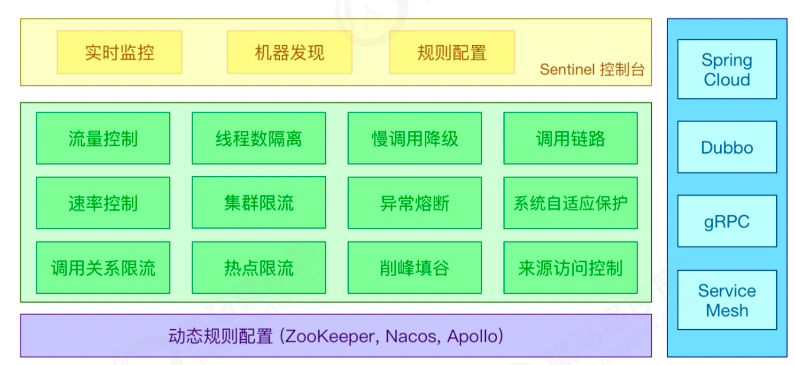 实时监控
机器发现
规则配置
Sentinel 控制台
流量控制
线程数隔离
慢调用降级
调用链路
速率控制
集群限流
异常熔断
系统自适应保护
调用关系限流
热点限流
削峰填谷
来源访问控制
动态规则配置 (ZooKeeper, Nacos, Apollo)
Spring
Cloud
Dubbo
gRPC
Service
Mesh